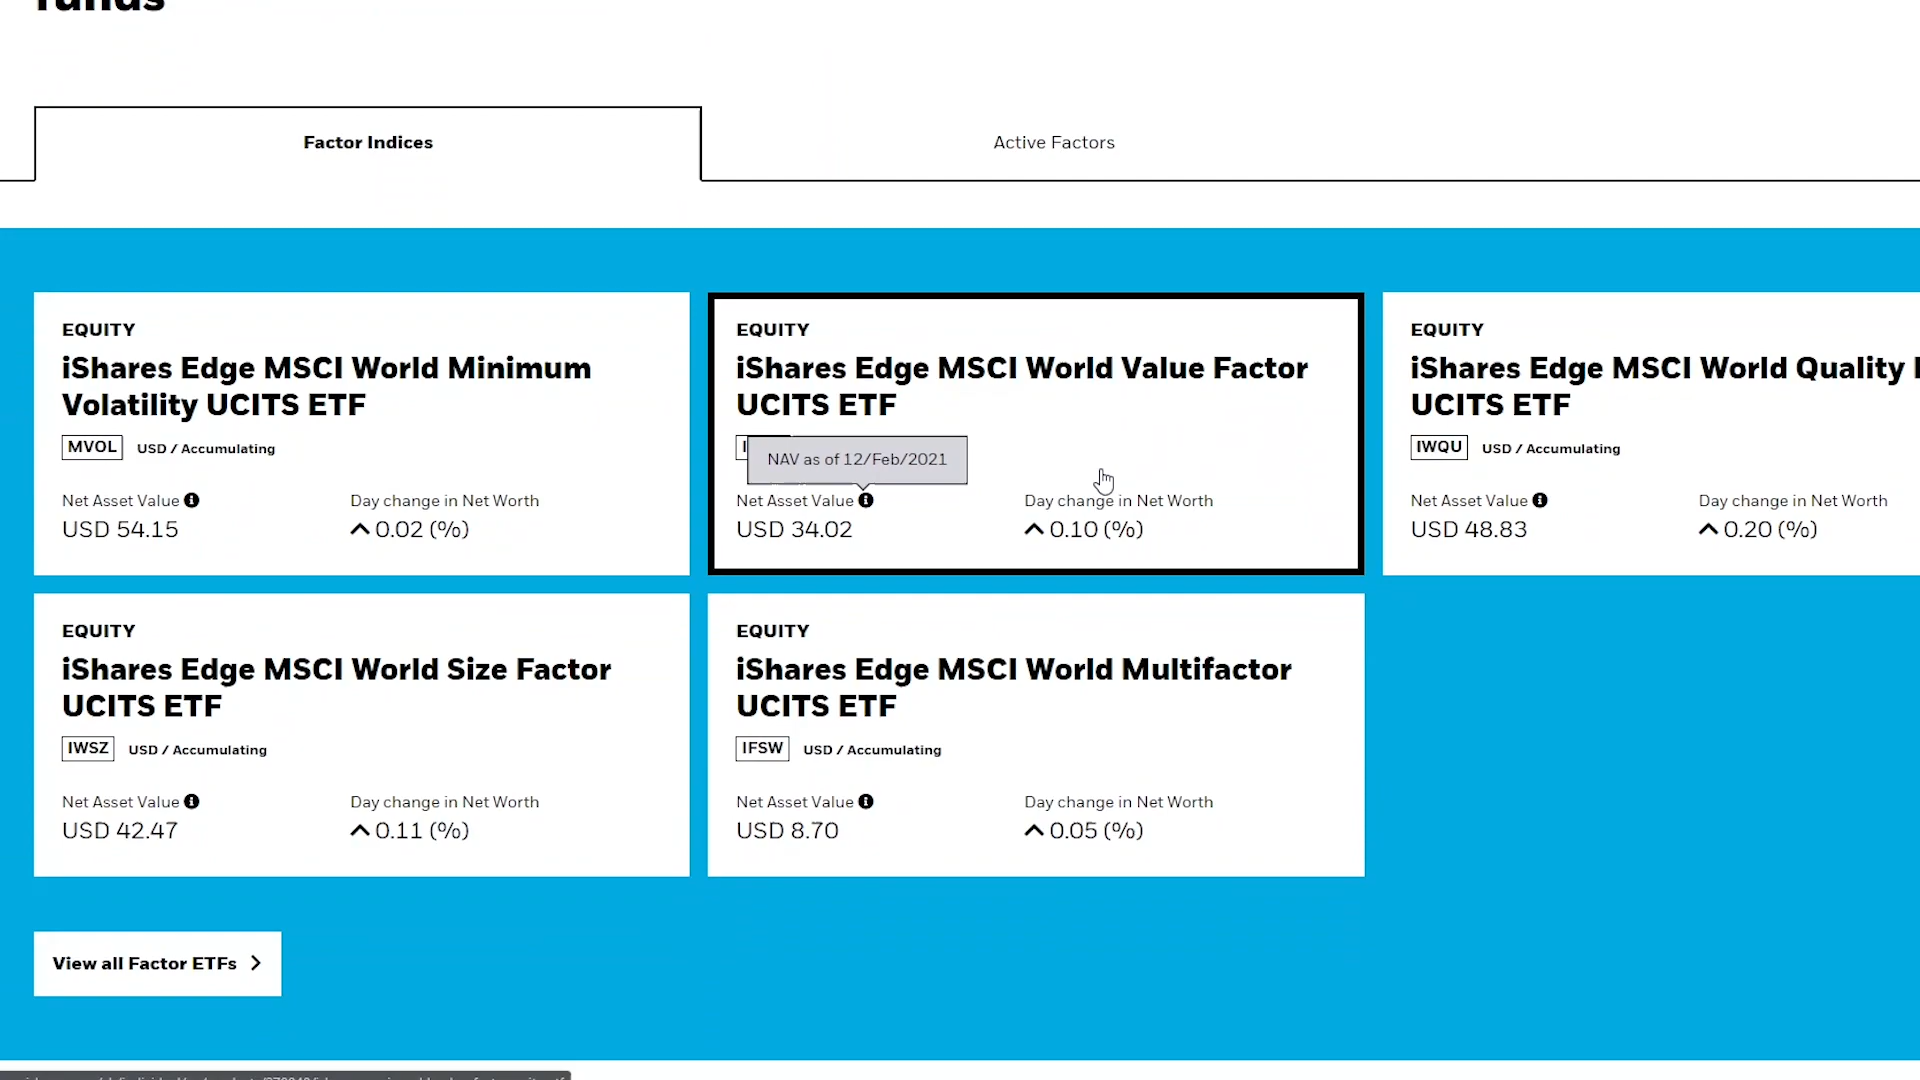 funds
Factor Indices
Active Factors
EQUITY
iShares Edge MSCI World Minimum
Volatility UCITS ETF
MVOL USD / Accumulating
Net Asset Value
USD 54.15
Day change in Net Worth
0.02 (%)
EQUITY
iShares Edge MSCI World Value Factor
UCITS ETF
NAV as of 12/Feb/2021
Net Asset Value
USD 34.02
Day change in Net Worth
0.10 (%)
EQUITY
iShares Edge MSCI World Quality
UCITS ETF
IWQU USD / Accumulating
Net Asset Value
USD 48.83
Day change in Net Worth
0.20 (%)
EQUITY
iShares Edge MSCI World Size Factor
UCITS ETF
IWSZ USD / Accumulating
Net Asset Value
USD 42.47
Day change in Net Worth
0.11 (%)
EQUITY
iShares Edge MSCI World Multifactor
UCITS ETF
IFSW USD / Accumulating
Net Asset Value
USD 8.70
Day change in Net Worth
0.05 (%)
View all Factor ETFs